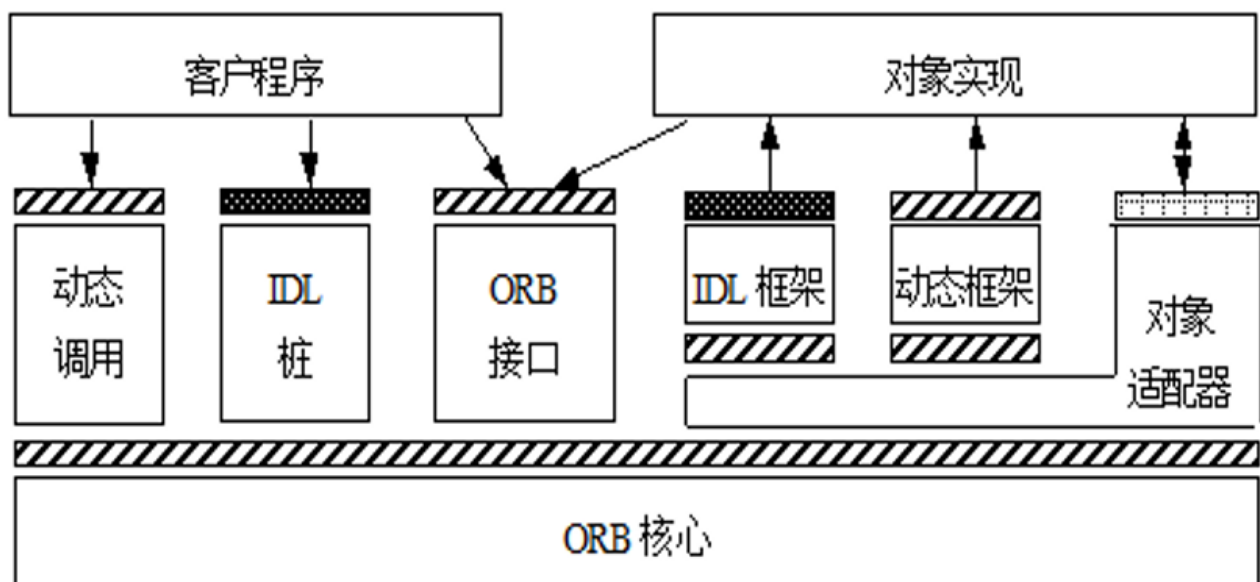 客户程序
对象实现
动态
调用
IDL
桩
ORB
接口
IDL 框架
动态框架
对象
适配器
ORB 核心